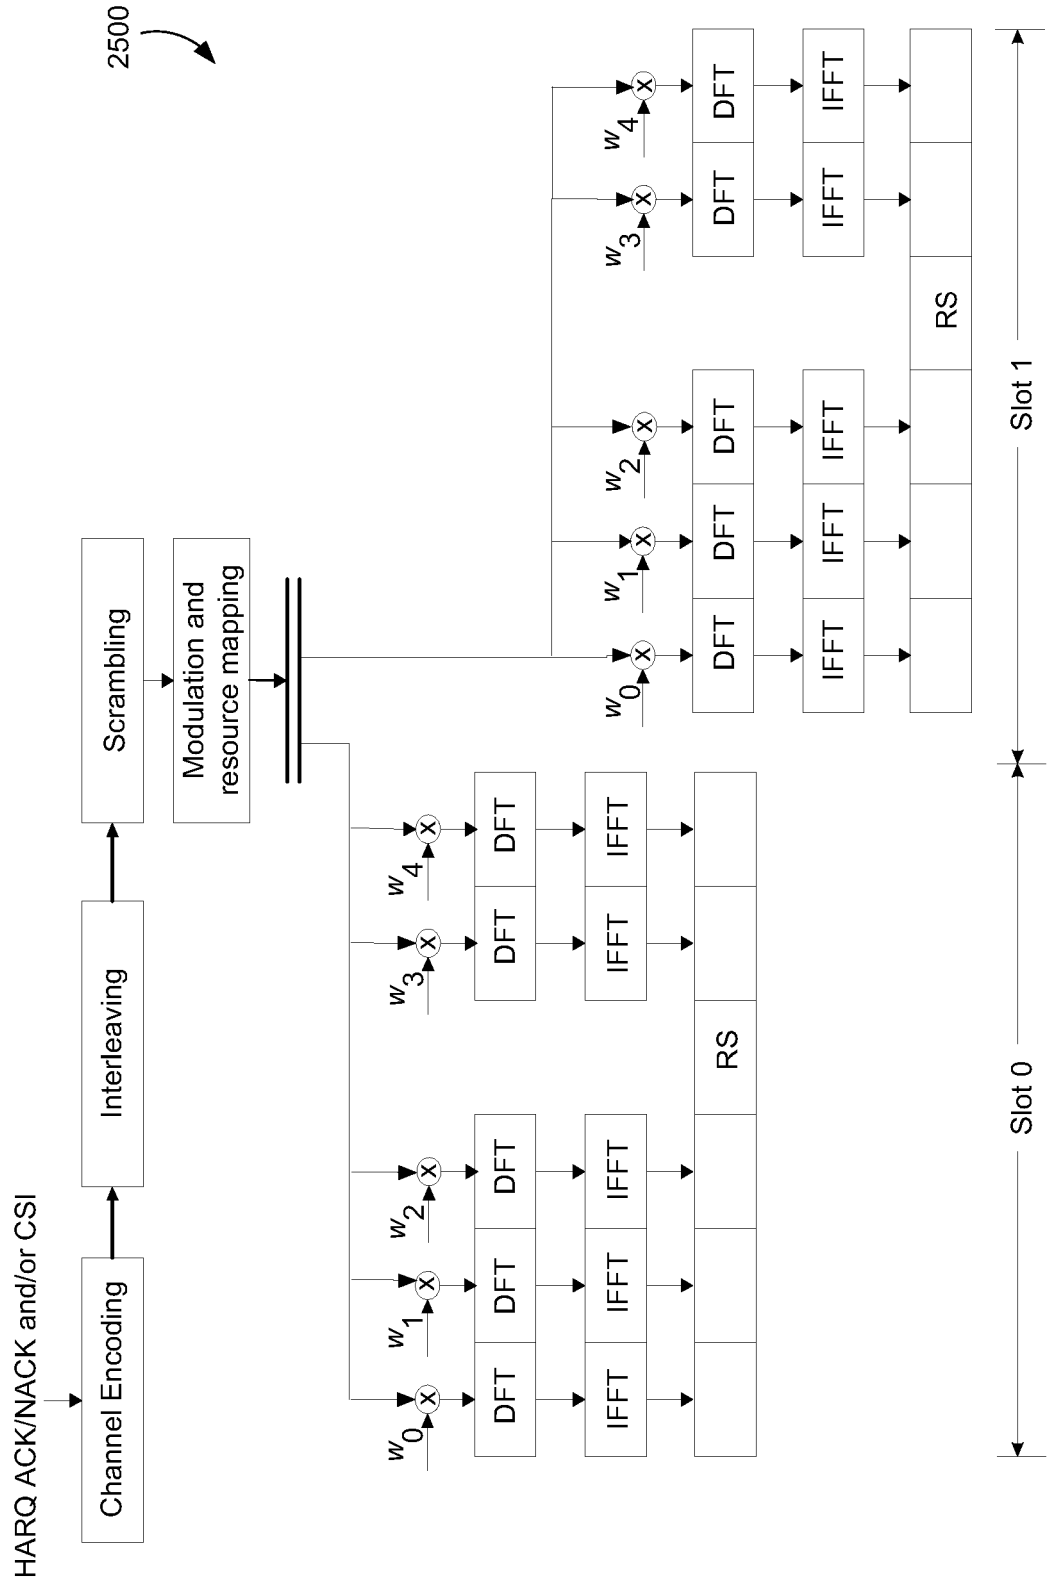 2500
HARQ ACK/NACK and/or CSI
Channel Encoding
Interleaving
Scrambling
Modulation and
resource mapping
w0
w1
w2
w3
w4
DFT
DFT
DFT
DFT
DFT
IFFT
IFFT
IFFT
IFFT
IFFT
RS
w0
w1
w2
w3
w4
DFT
DFT
DFT
DFT
DFT
IFFT
IFFT
IFFT
IFFT
IFFT
RS
Slot 0
Slot 1